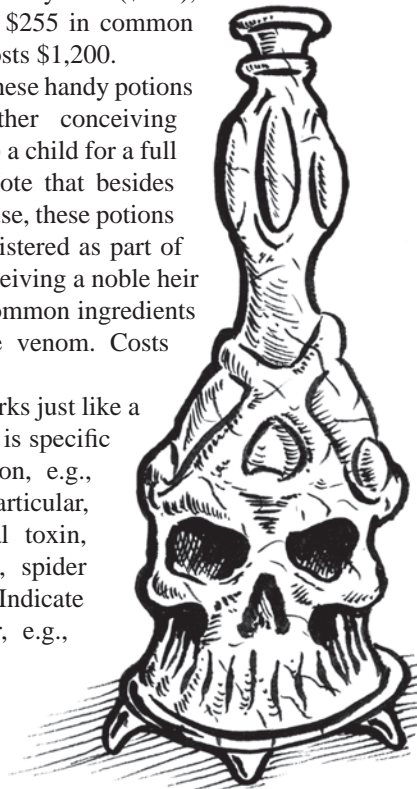 $255 in common
osts $1,200.
hese handy potions
ther conceiving
a child for a full
ote that besides
se, these potions
istered as part of
eiving a noble heir
ommon ingredients
e venom. Costs
rks just like a
is specific
on, e.g.,
articular,
l toxin,
, spider
Indicate
r, e.g.,